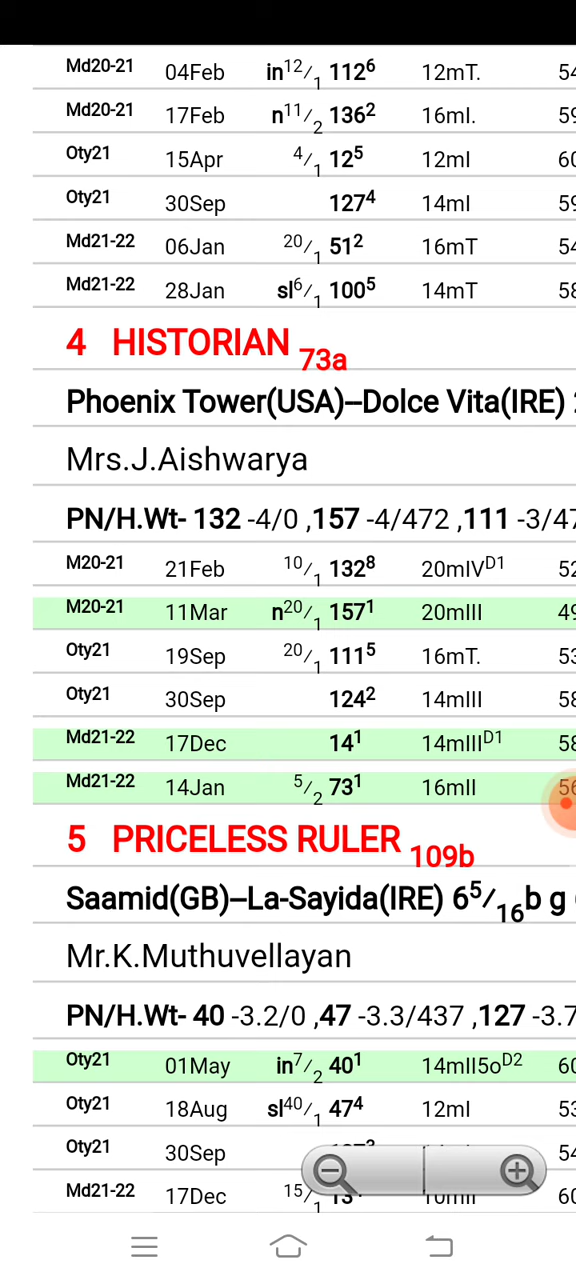 Md20-21 04Feb in12/1 112⁶ 12mT. 54
Md20-21 17Feb n11/2 136² 16mI. 59
Oty21 15Apr 4/1 12⁵ 12mI 60
Oty21 30Sep 127⁴ 14mI 59
Md21-22 06Jan 20/1 51² 16mT 54
Md21-22 28Jan sl6/1 100⁵ 14mT 58
4 HISTORIAN 73a
Phoenix Tower(USA)–Dolce Vita(IRE)
Mrs.J.Aishwarya
PN/H.Wt- 132 -4/0 ,157 -4/472 ,111 -3/47
M20-21 21Feb 10/1 132⁸ 20mIVD1 52
M20-21 11Mar n20/1 157¹ 20mIII 49
Oty21 19Sep 20/1 111⁵ 16mT. 53
Oty21 30Sep 124² 14mIII 58
Md21-22 17Dec 14¹ 14mIIID1 58
Md21-22 14Jan 5/2 73¹ 16mII 56
5 PRICELESS RULER 109b
Saamid(GB)–La-Sayida(IRE) 6⁵/₁₆b g
Mr.K.Muthuvellayan
PN/H.Wt- 40 -3.2/0 ,47 -3.3/437 ,127 -3.7
Oty21 01May in7/2 40¹ 14mII5oD2 60
Oty21 18Aug sl40/1 47⁴ 12mI 53
Oty21 30Sep 54
Md21-22 17Dec 15/1 60